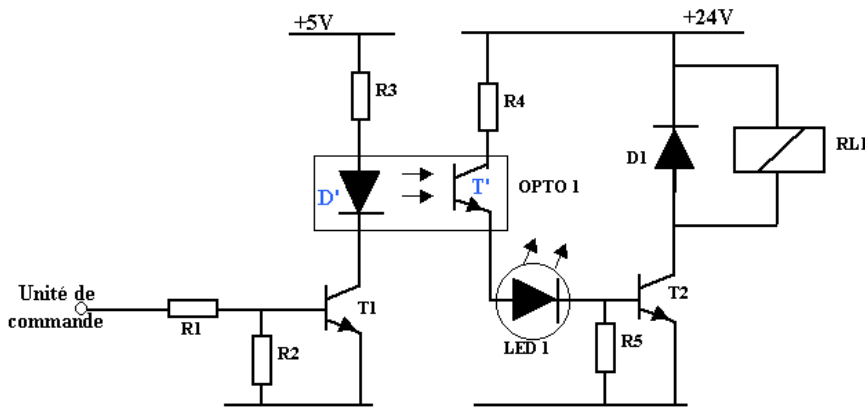 +5V
+24V
R3
R4
D1
RL1
D'
T'
OPTO 1
Unité de
commande
R1
R2
T1
LED 1
R5
T2